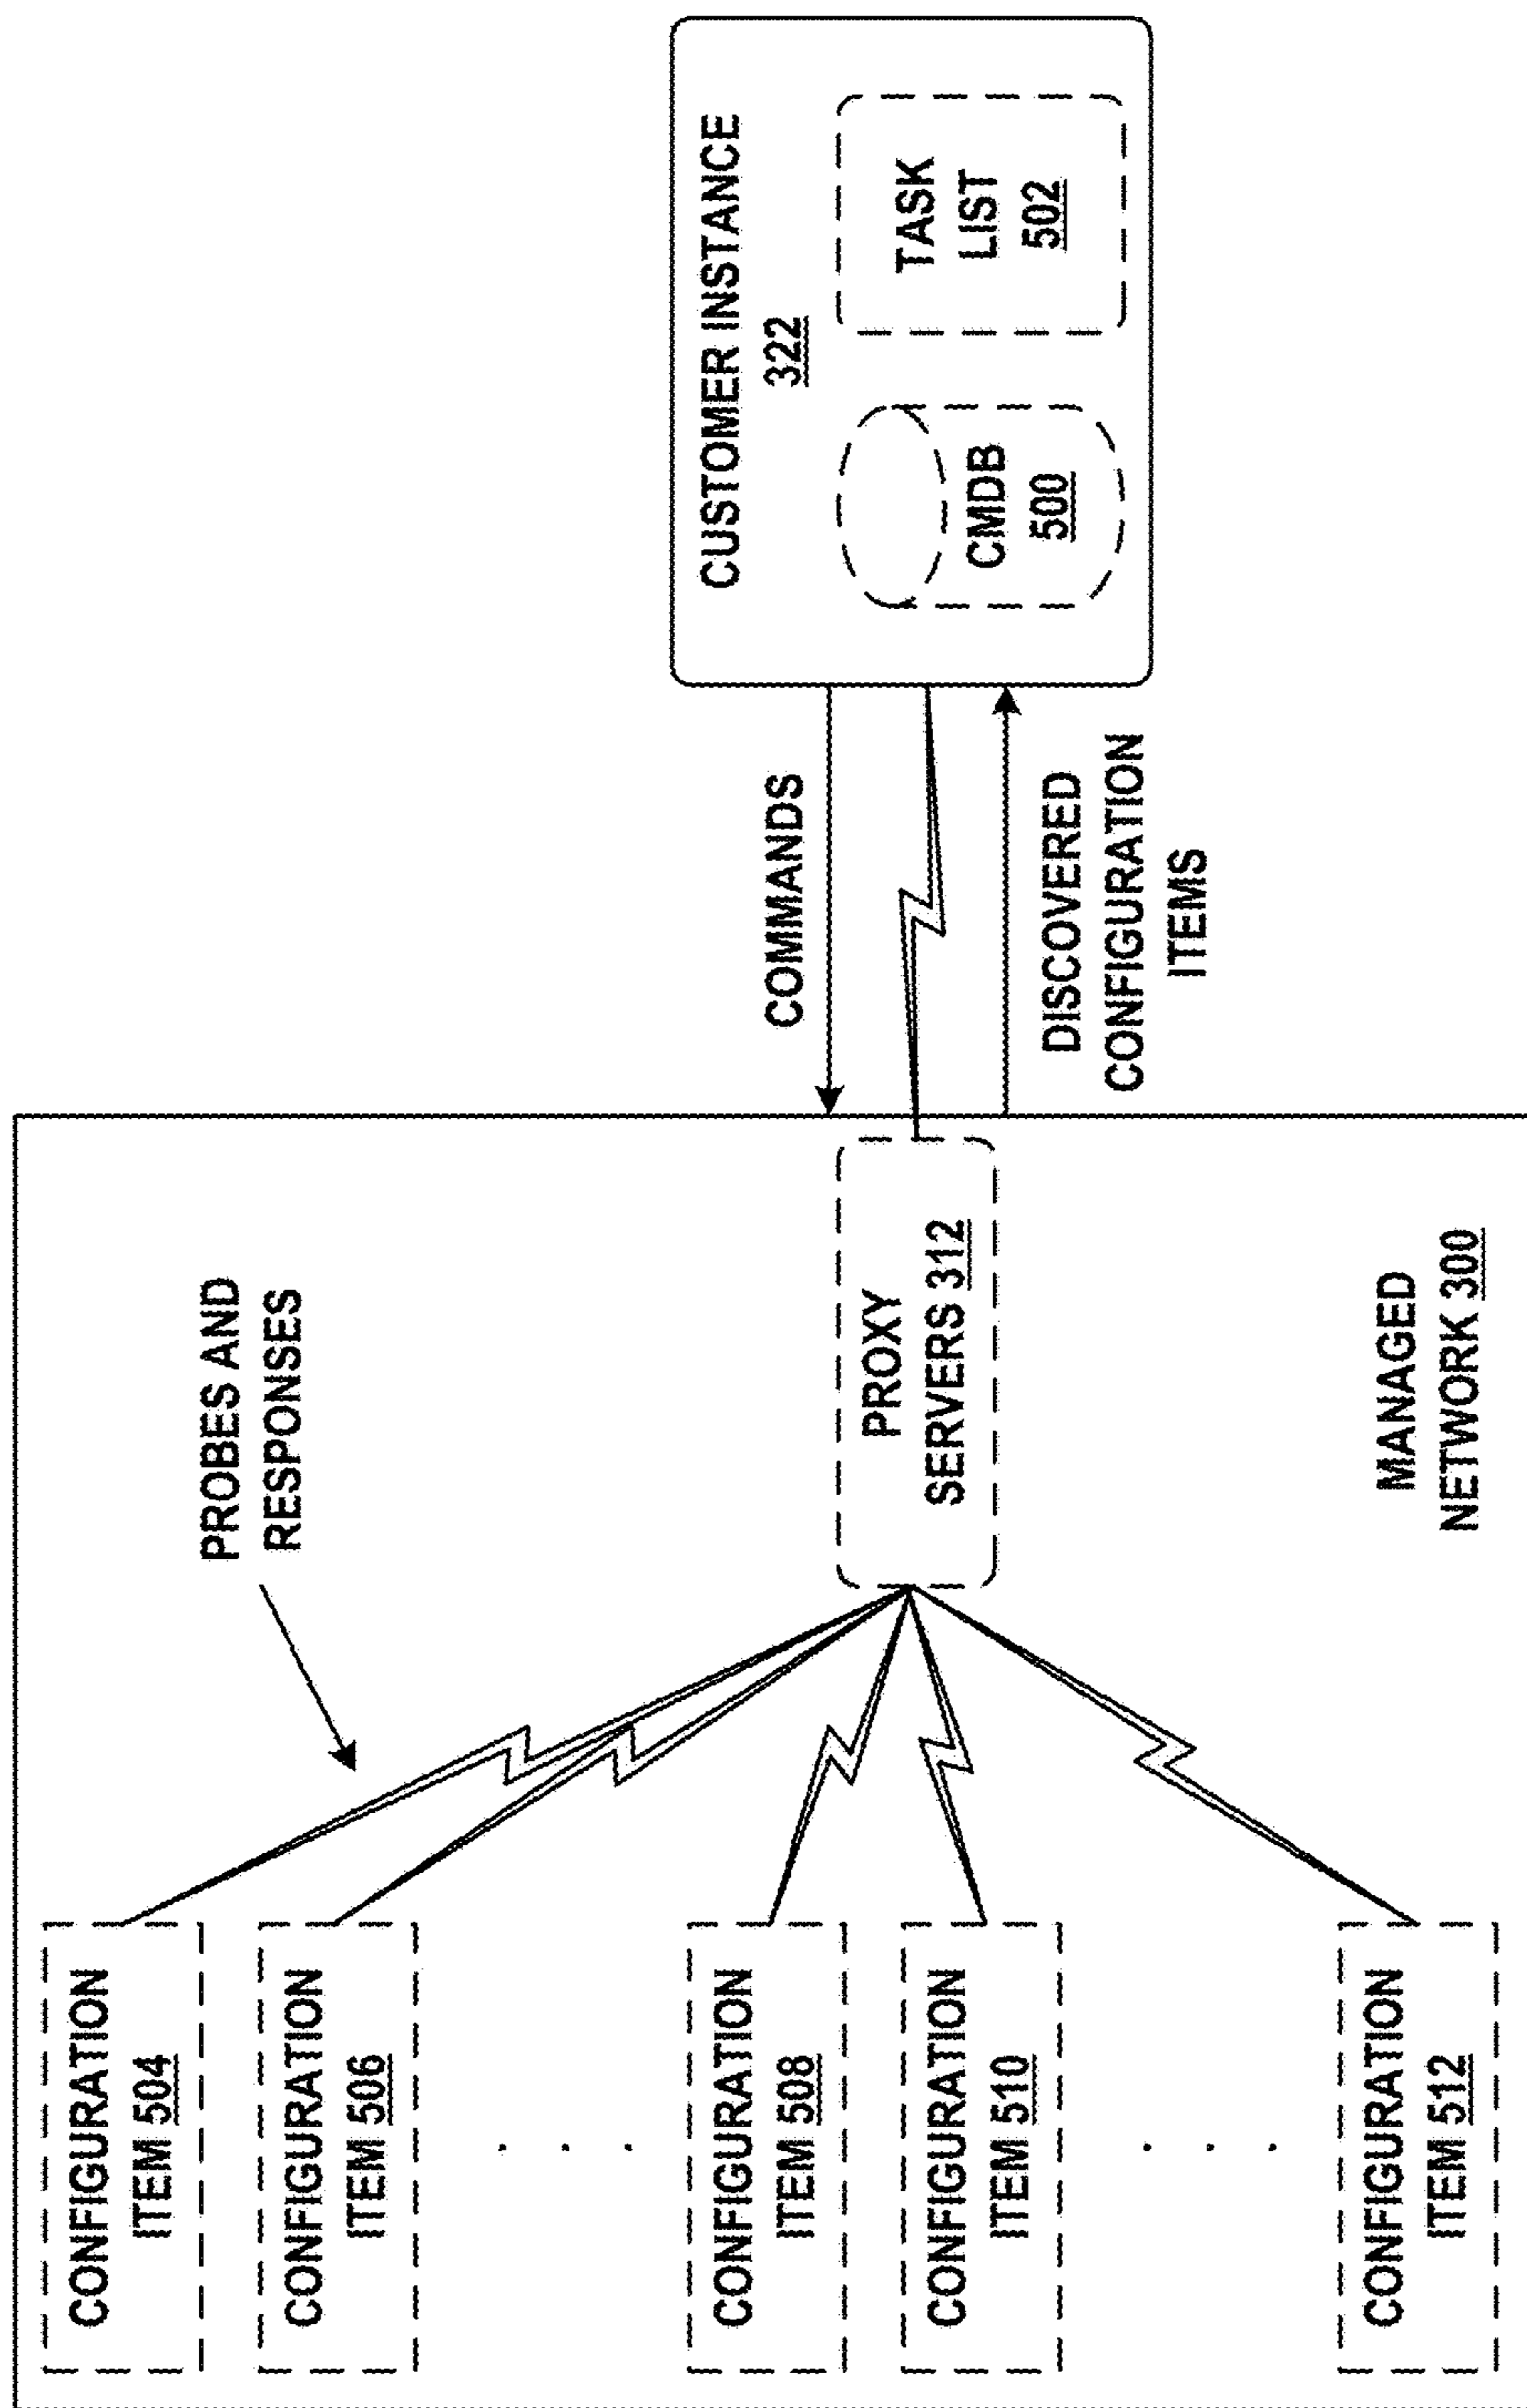 CUSTOMER INSTANCE
322
CMDB
500
TASK
LIST
502
COMMANDS
DISCOVERED
CONFIGURATION
ITEMS
PROBES AND
RESPONSES
PROXY
SERVERS 312
MANAGED
NETWORK 300
CONFIGURATION
ITEM 504
CONFIGURATION
ITEM 506
. . .
CONFIGURATION
ITEM 508
CONFIGURATION
ITEM 510
. . .
CONFIGURATION
ITEM 512